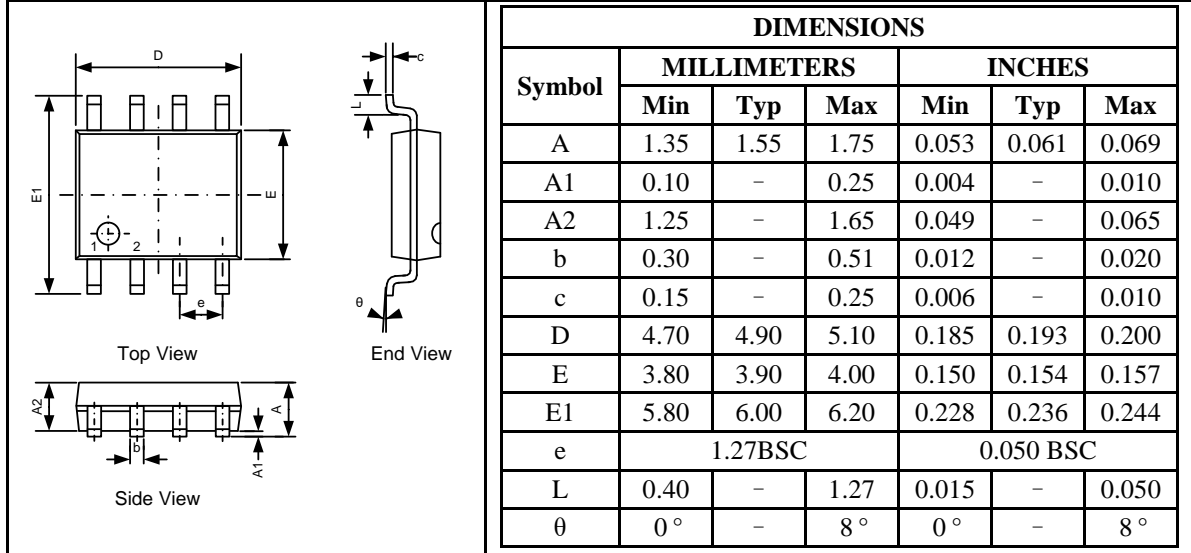 D
E1
E
1 2
e
Top View
c
L
θ
End View
A2
A
b
A1
Side View
DIMENSIONS
Symbol MILLIMETERS INCHES
Min Typ Max Min Typ Max
A 1.35 1.55 1.75 0.053 0.061 0.069
A1 0.10 – 0.25 0.004 – 0.010
A2 1.25 – 1.65 0.049 – 0.065
b 0.30 – 0.51 0.012 – 0.020
c 0.15 – 0.25 0.006 – 0.010
D 4.70 4.90 5.10 0.185 0.193 0.200
E 3.80 3.90 4.00 0.150 0.154 0.157
E1 5.80 6.00 6.20 0.228 0.236 0.244
e 1.27BSC 0.050 BSC
L 0.40 – 1.27 0.015 – 0.050
θ 0 ° – 8 ° 0 ° – 8 °